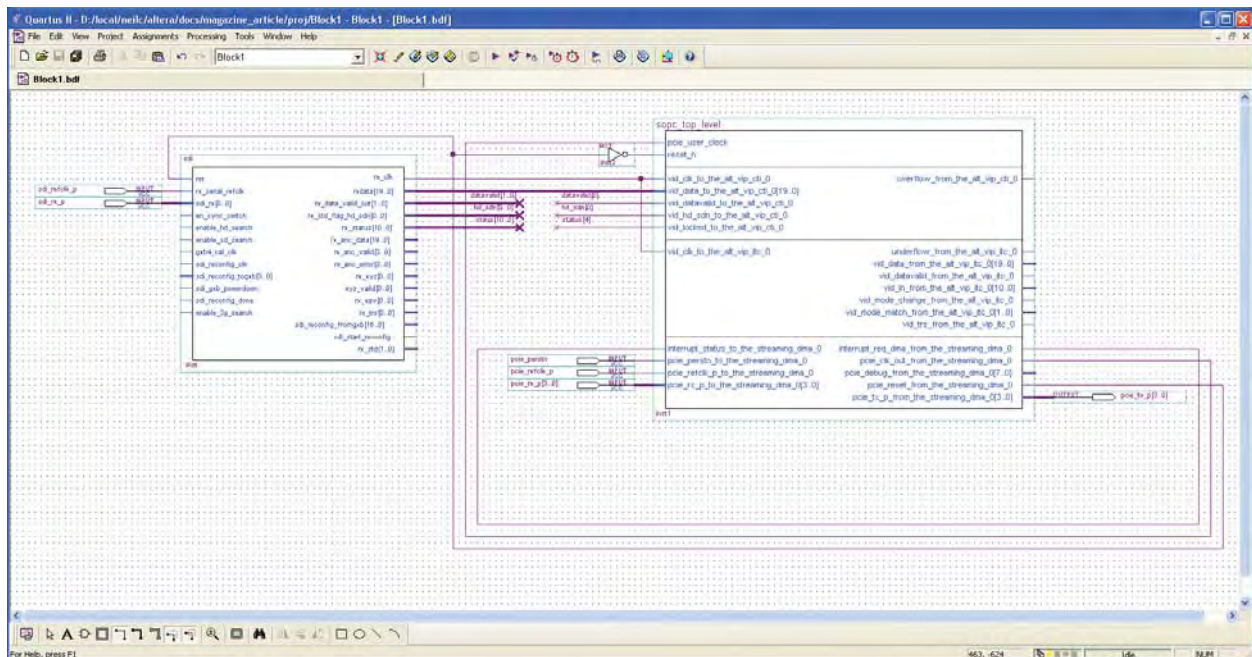 Quartus II - D:/local/neilc/altera/docs/magazine_article/proj/Block1 - Block1 - [Block1.bdf]
File Edit View Project Assignments Processing Tools Window Help
Block1
Block1.bdf
sdi
rx_serial_refclk
sdi_rx[0..0]
en_sync_switch
enable_hd_search
enable_sd_search
gxb4_cal_clk
sdi_reconfig_clk
sdi_reconfig_togxb[3..0]
sdi_gxb_powerdown
sdi_reconfig_done
enable_3g_search
rx_clk
rxdata[19..0]
rx_data_valid_out[1..0]
rx_std_flag_hd_sdn[0..0]
rx_status[10..0]
rx_anc_data[19..0]
rx_anc_valid[3..0]
rx_anc_error[3..0]
rx_xyz[0..0]
xyz_valid[0..0]
rx_eav[0..0]
rx_trs[0..0]
sdi_reconfig_fromgxb[16..0]
sdi_start_reconfig
rx_std[1..0]
inst
sdi_refclk_p
INPUT
sdi_rx_p
INPUT
datavalid[1..0]
hd_sdn[0..0]
status[10..0]
datavalid[0]
hd_sdn[0]
status[4]
sopc_top_level
pcie_user_clock
reset_n
vid_clk_to_the_alt_vip_cti_0
vid_data_to_the_alt_vip_cti_0[19..0]
vid_datavalid_to_the_alt_vip_cti_0
vid_hd_sdn_to_the_alt_vip_cti_0
vid_locked_to_the_alt_vip_cti_0
overflow_from_the_alt_vip_cti_0
vid_clk_to_the_alt_vip_itc_0
underflow_from_the_alt_vip_itc_0
vid_data_from_the_alt_vip_itc_0[19..0]
vid_datavalid_from_the_alt_vip_itc_0
vid_ln_from_the_alt_vip_itc_0[10..0]
vid_mode_change_from_the_alt_vip_itc_0
vid_mode_match_from_the_alt_vip_itc_0[1..0]
vid_trs_from_the_alt_vip_itc_0
interrupt_status_to_the_streaming_dma_0
pcie_perstn_to_the_streaming_dma_0
pcie_refclk_p_to_the_streaming_dma_0
pcie_rx_p_to_the_streaming_dma_0[3..0]
interrupt_req_dma_from_the_streaming_dma_0
pcie_clk_out_from_the_streaming_dma_0
pcie_debug_from_the_streaming_dma_0[7..0]
pcie_reset_from_the_streaming_dma_0
pcie_tx_p_from_the_streaming_dma_0[3..0]
inst1
pcie_perstn
INPUT
pcie_refclk_p
INPUT
pcie_rx_p[3..0]
INPUT
OUTPUT
pcie_tx_p[3..0]
For Help, press F1
463, -624
Idle
NUM